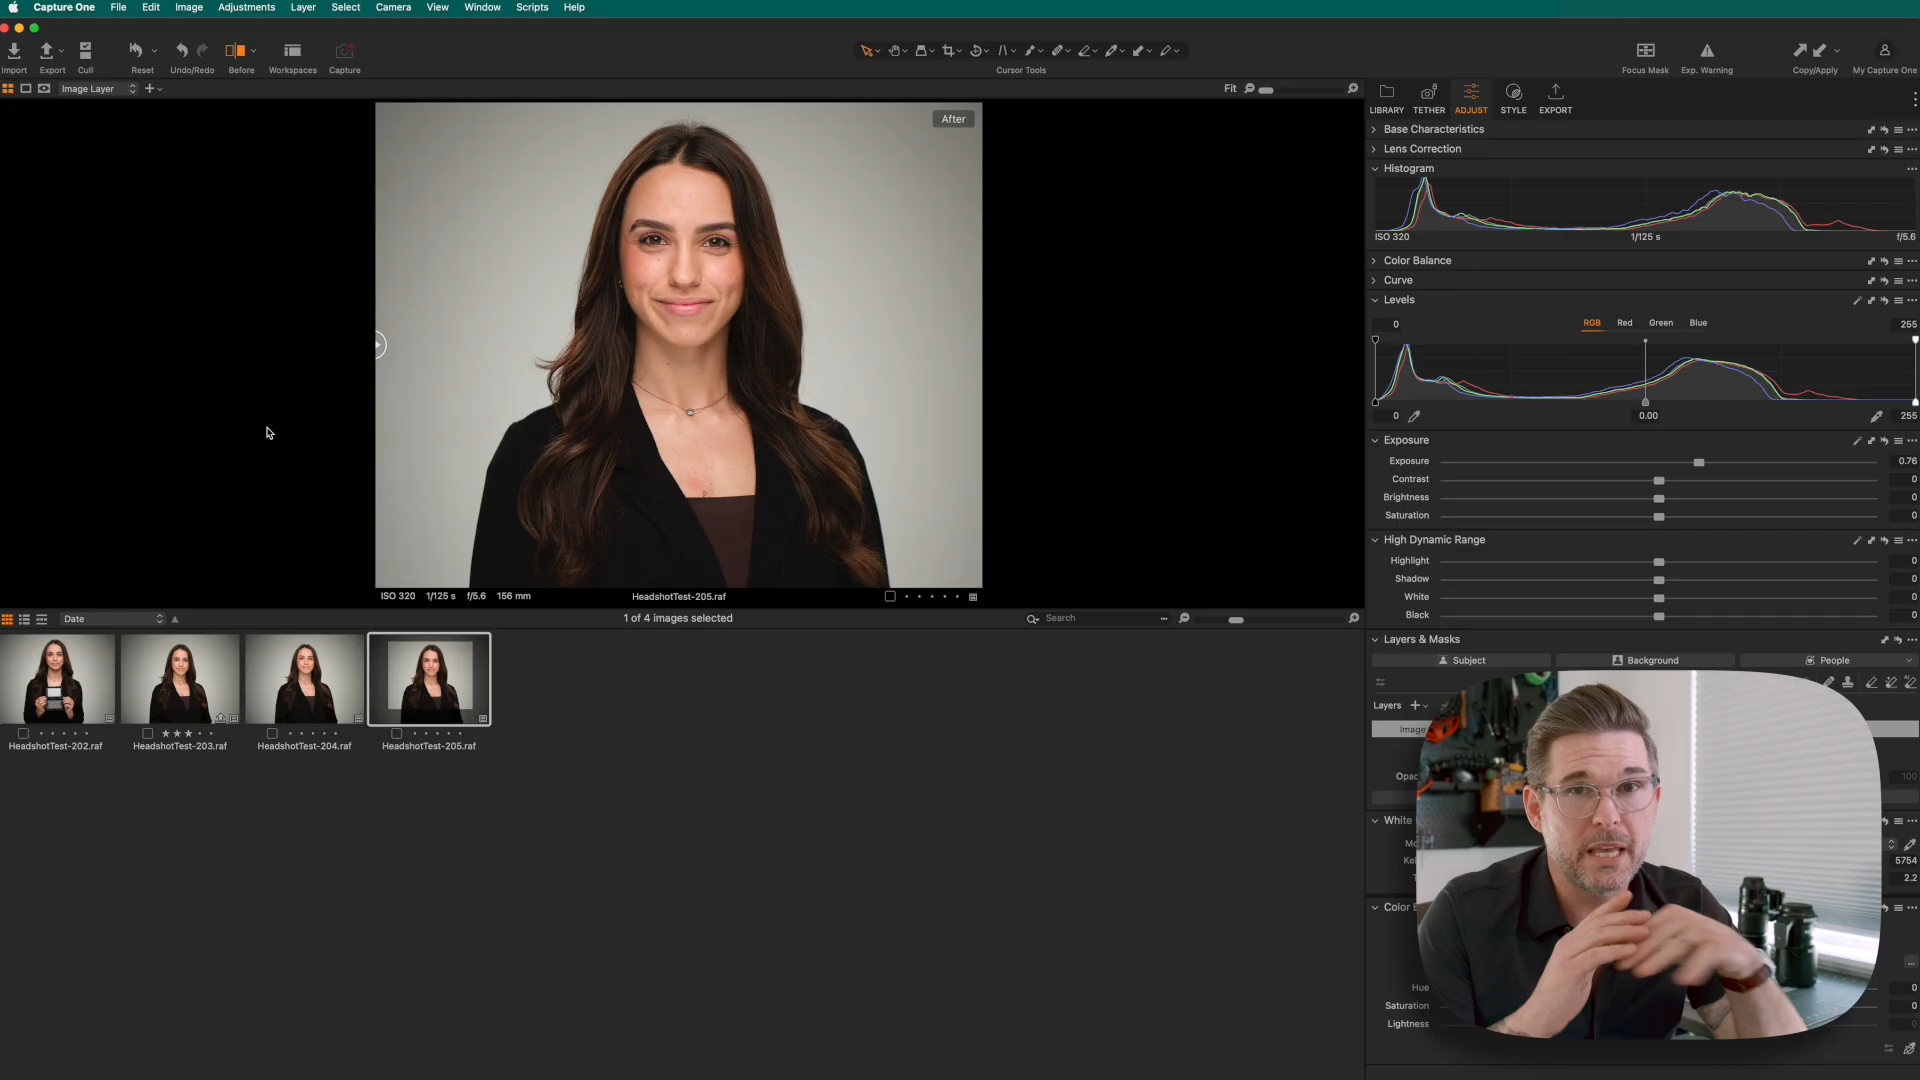 Capture One File Edit Image Adjustments Layer Select Camera View Window Scripts Help
Import Export Cull Reset Undo/Redo Before Workspaces Capture Cursor Tools Focus Mask Exp. Warning Copy/Apply My Capture One
Image Layer Fit
After
LIBRARY TETHER ADJUST STYLE EXPORT
Base Characteristics
Lens Correction
Histogram
ISO 320 1/125 s f/5.6
Color Balance
Curve
Levels
0 RGB Red Green Blue 255
0 0.00 255
Exposure
Exposure 0.76
Contrast 0
Brightness 0
Saturation 0
High Dynamic Range
Highlight 0
Shadow 0
White 0
Black 0
Layers & Masks
Subject Background People
Layers
Image
Opac 100
White
Mo
Kel 5754
T 2.2
Color E
Hue 0
Saturation 0
Lightness 0
ISO 320 1/125 s f/5.6 156 mm HeadshotTest-205.raf
Date 1 of 4 images selected Search
HeadshotTest-202.raf HeadshotTest-203.raf HeadshotTest-204.raf HeadshotTest-205.raf